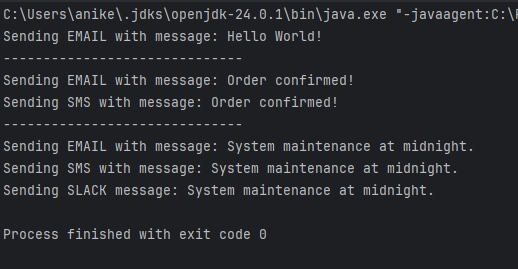 C:\Users\anike\.jdks\openjdk-24.0.1\bin\java.exe "-javaagent:C:\
Sending EMAIL with message: Hello World!
------------------------------
Sending EMAIL with message: Order confirmed!
Sending SMS with message: Order confirmed!
------------------------------
Sending EMAIL with message: System maintenance at midnight.
Sending SMS with message: System maintenance at midnight.
Sending SLACK message: System maintenance at midnight.
Process finished with exit code 0